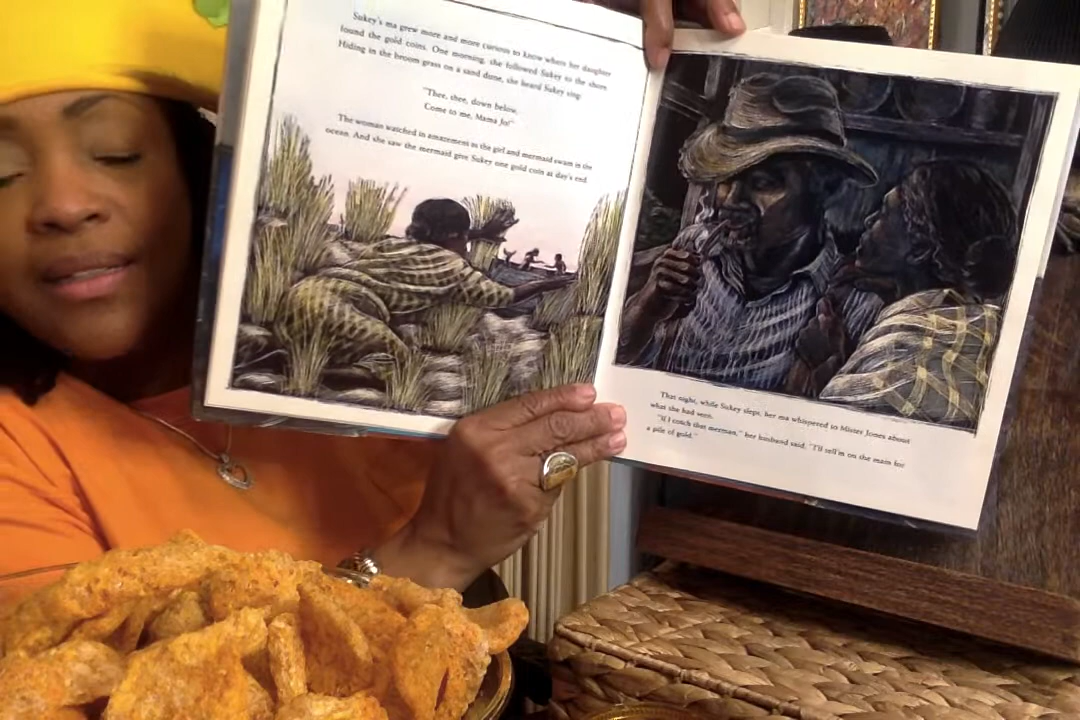 Sukey's ma grew more and more curious to know where her daughter
found the gold coins. One morning, she followed Sukey to the shore.
Hiding in the broom grass on a sand dune, she heard Sukey sing:
"Thee, thee, down below,
Come to me, Mama Jo!"
The woman watched in amazement as the girl and mermaid swam in the
ocean. And she saw the mermaid give Sukey one gold coin at day's end.
That night, while Sukey slept, her ma whispered to Mister Jones about
what she had seen.
"If I catch that merman," her husband said, "I'll sell'm on the main for
a pile of gold."